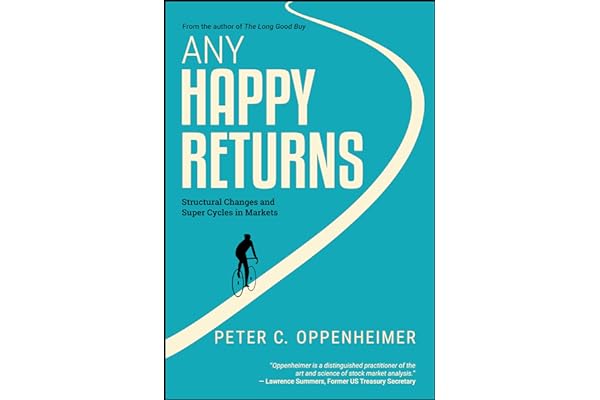 From the author of The Long Good Buy
ANY
HAPPY
RETURNS
Structural Changes and
Super Cycles in Markets
PETER C. OPPENHEIMER
"Oppenheimer is a distinguished practitioner of the
art and science of stock market analysis."
— Lawrence Summers, Former US Treasury Secretary